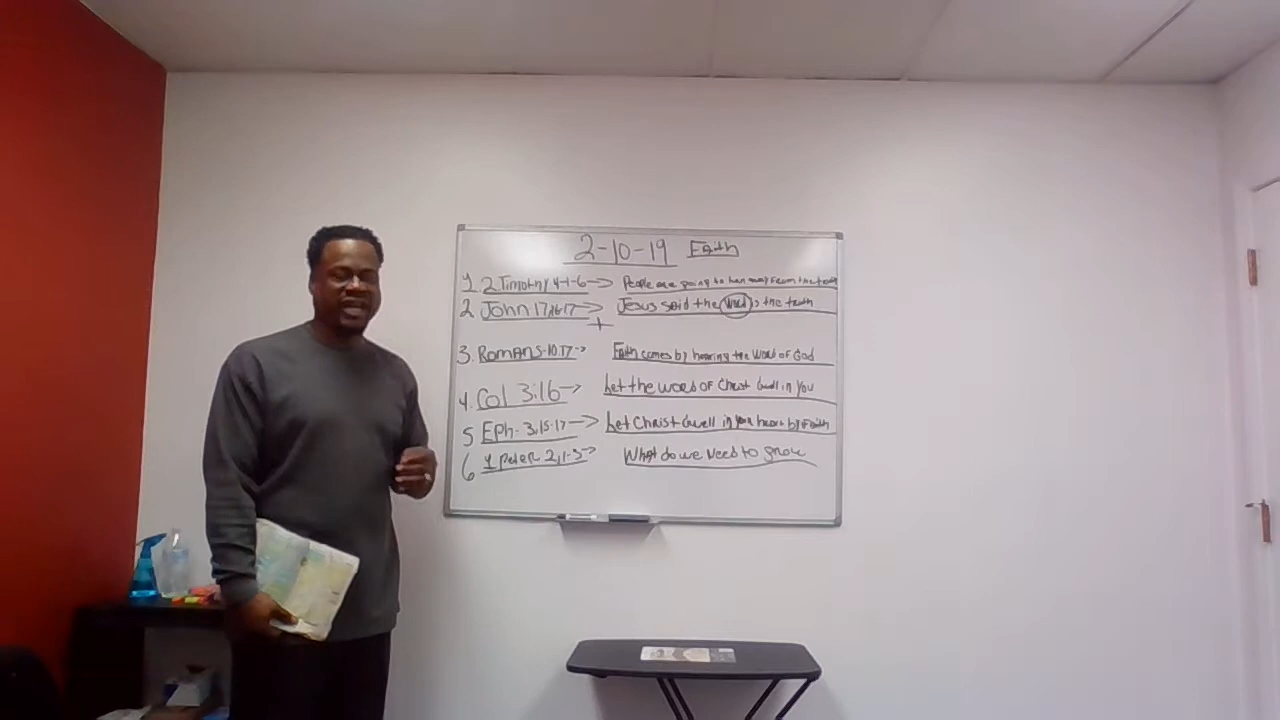 2-10-19 Faith
1 2 Timothy 4-1-6 -> People are going to turn away from the truth
2 John 17,16-17 -> Jesus said the Word is the truth
+
3. Romans-10.17-> Faith comes by hearing the Word of God
4. Col 3:16 -> Let the word of Christ dwell in you
5 Eph- 3,15-17 -> Let Christ dwell in your heart by Faith
6 1 Peter 2,1-3-> What do we need to grow